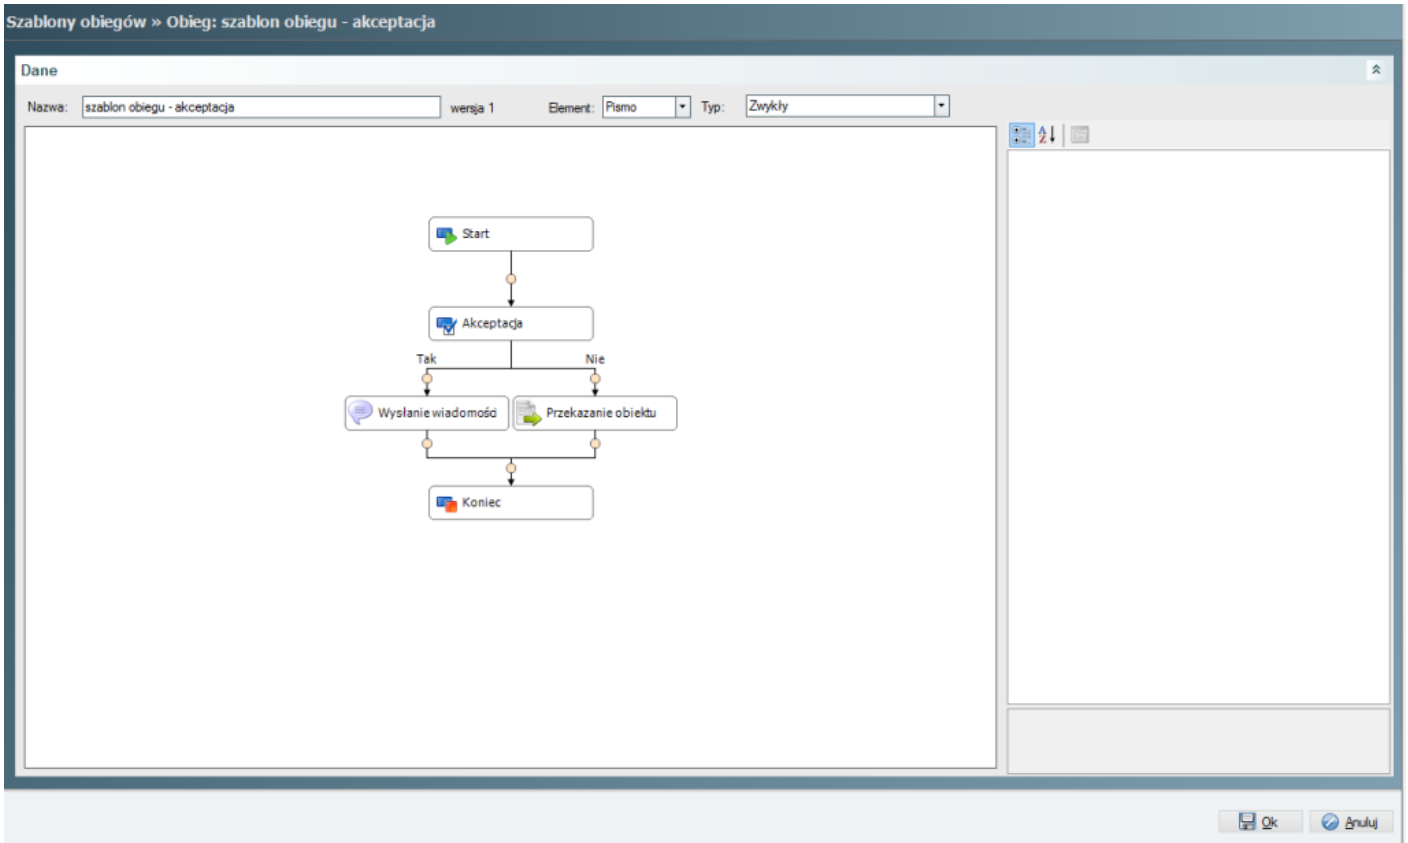 Szablony obiegów » Obieg: szablon obiegu - akceptacja
Dane
Nazwa: szablon obiegu - akceptacja wersja 1 Element: Pismo Typ: Zwykły
Start
Akceptacja
Tak Nie
Wysłanie wiadomości Przekazanie obiektu
Koniec
Ok Anuluj